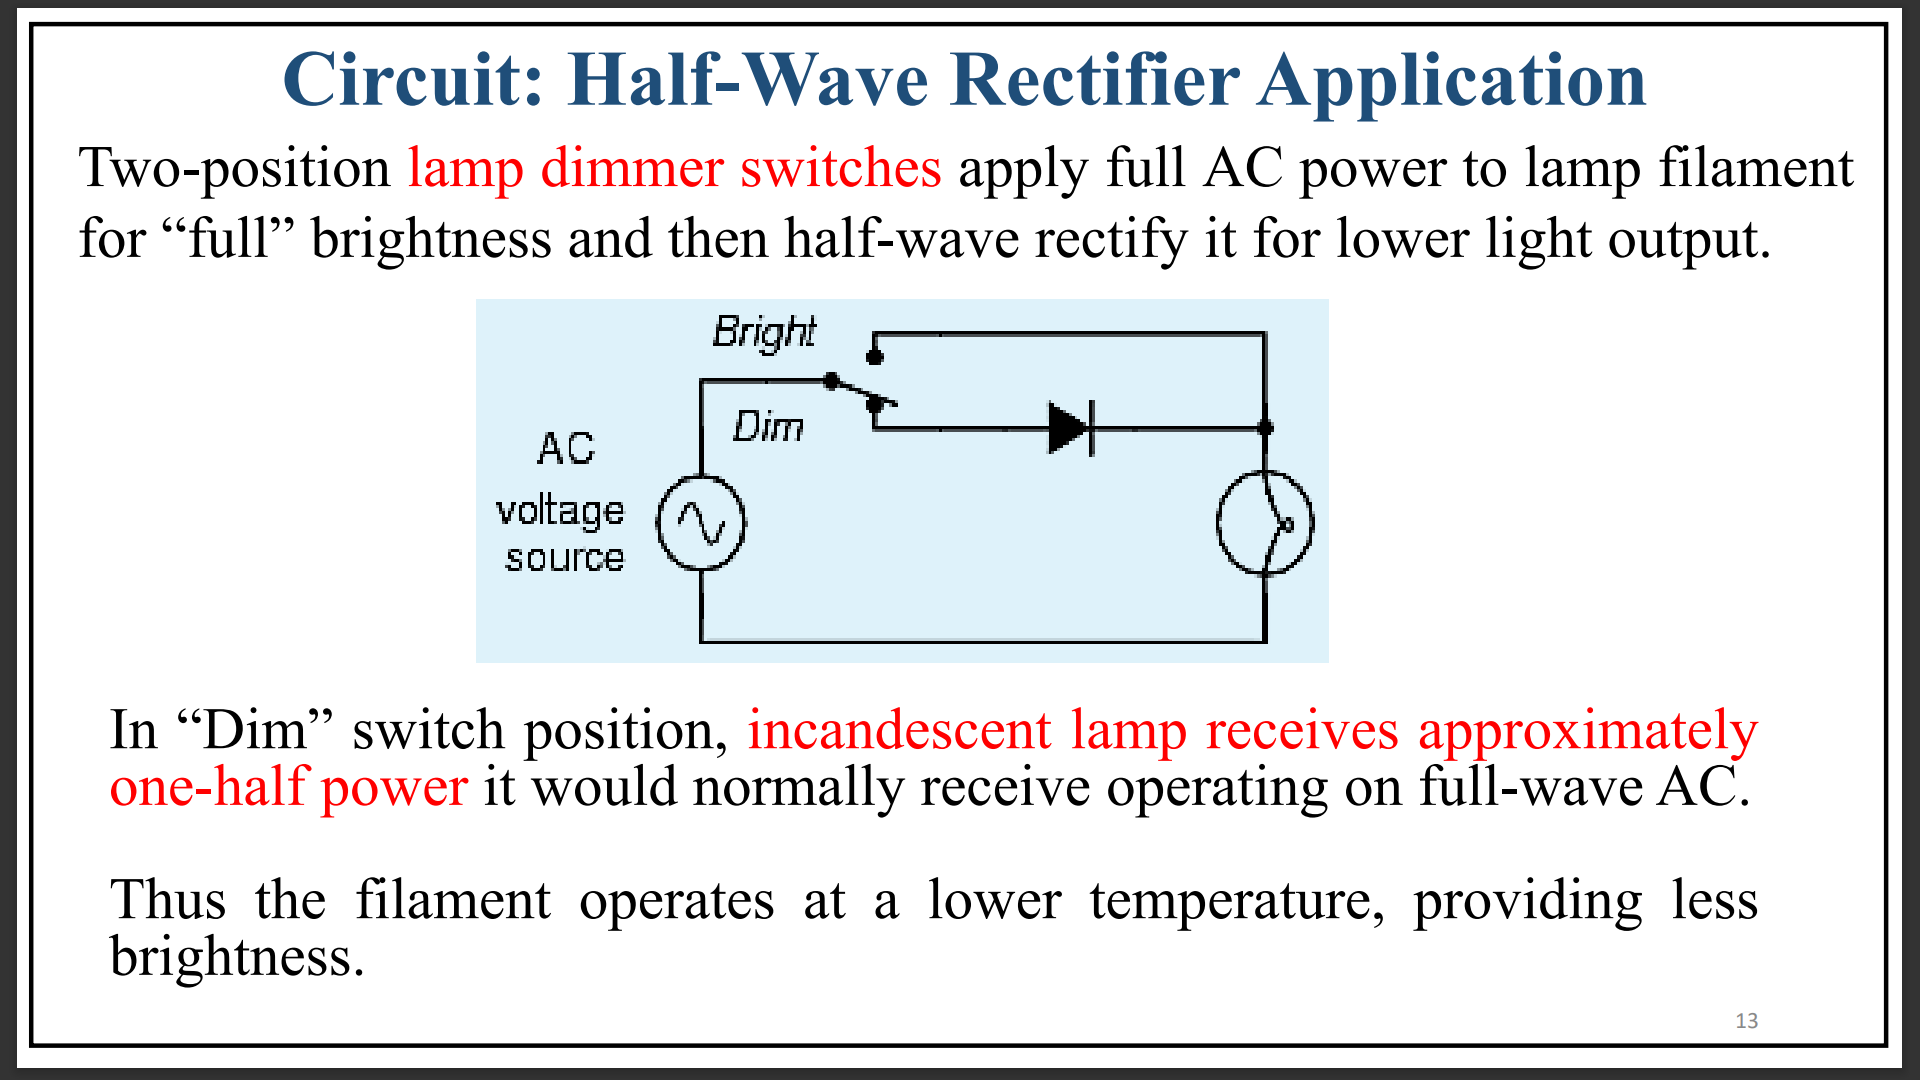 Circuit: Half-Wave Rectifier Application
Two-position lamp dimmer switches apply full AC power to lamp filament
for “full” brightness and then half-wave rectify it for lower light output.
Bright
Dim
AC
voltage
source
In “Dim” switch position, incandescent lamp receives approximately
one-half power it would normally receive operating on full-wave AC.
Thus the filament operates at a lower temperature, providing less
brightness.
13